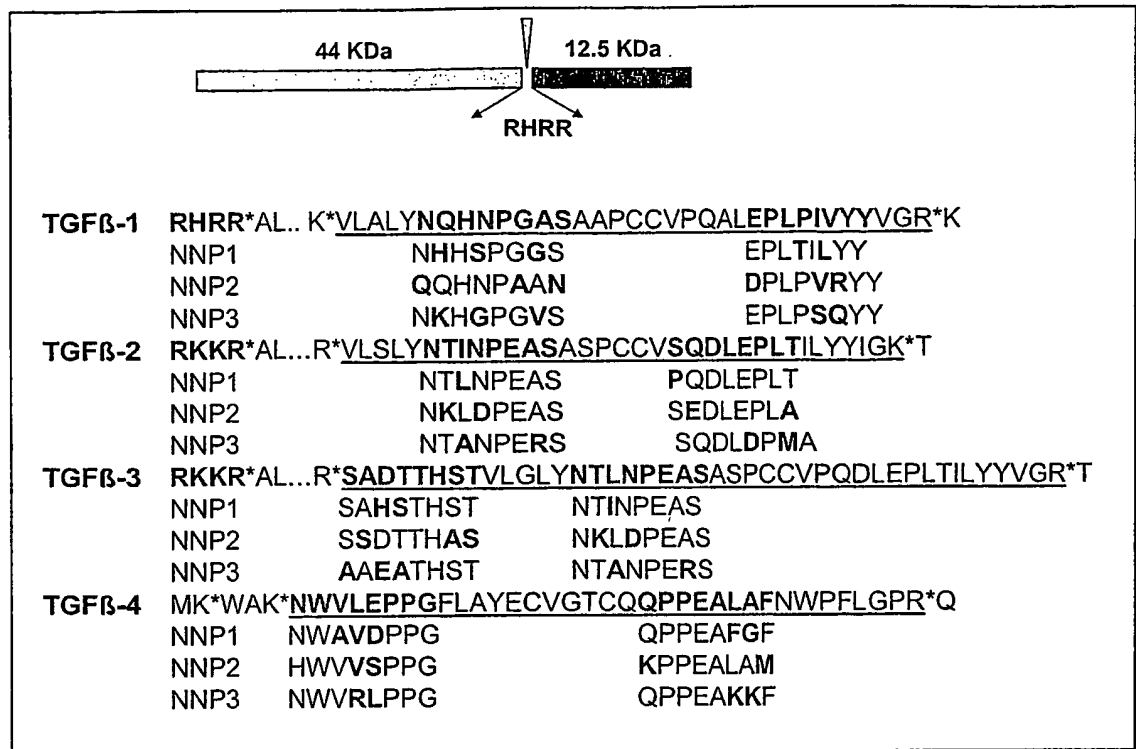 44 KDa 12.5 KDa
RHRR
TGFß-1 RHRR*AL.. K*VLALYNQHNPGASAAPCCVPQALEPLPIVYYVGR*K
NNP1 NHHSPGGS EPLTILYY
NNP2 QQHNPAAN DPLPVRYY
NNP3 NKHGPGVS EPLPSQYY
TGFß-2 RKKR*AL...R*VLSLYNTINPEASASPCCVSQDLEPLTILYYIGK*T
NNP1 NTLNPEAS PQDLEPLT
NNP2 NKLDPEAS SEDLEPLA
NNP3 NTANPERS SQDLDPMA
TGFß-3 RKKR*AL...R*SADTTHSTVLGLYNTLNPEASASPCCVPQDLEPLTILYYVGR*T
NNP1 SAHSTHST NTINPEAS
NNP2 SSDTTHAS NKLDPEAS
NNP3 AAEATHST NTANPERS
TGFß-4 MK*WAK*NWVLEPPGFLAYECVGTCQQPPEALAFNWPFLGPR*Q
NNP1 NWAVDPPG QPPEAFGF
NNP2 HWVVSPPG KPPEALAM
NNP3 NWVRLPPG QPPEAKKF